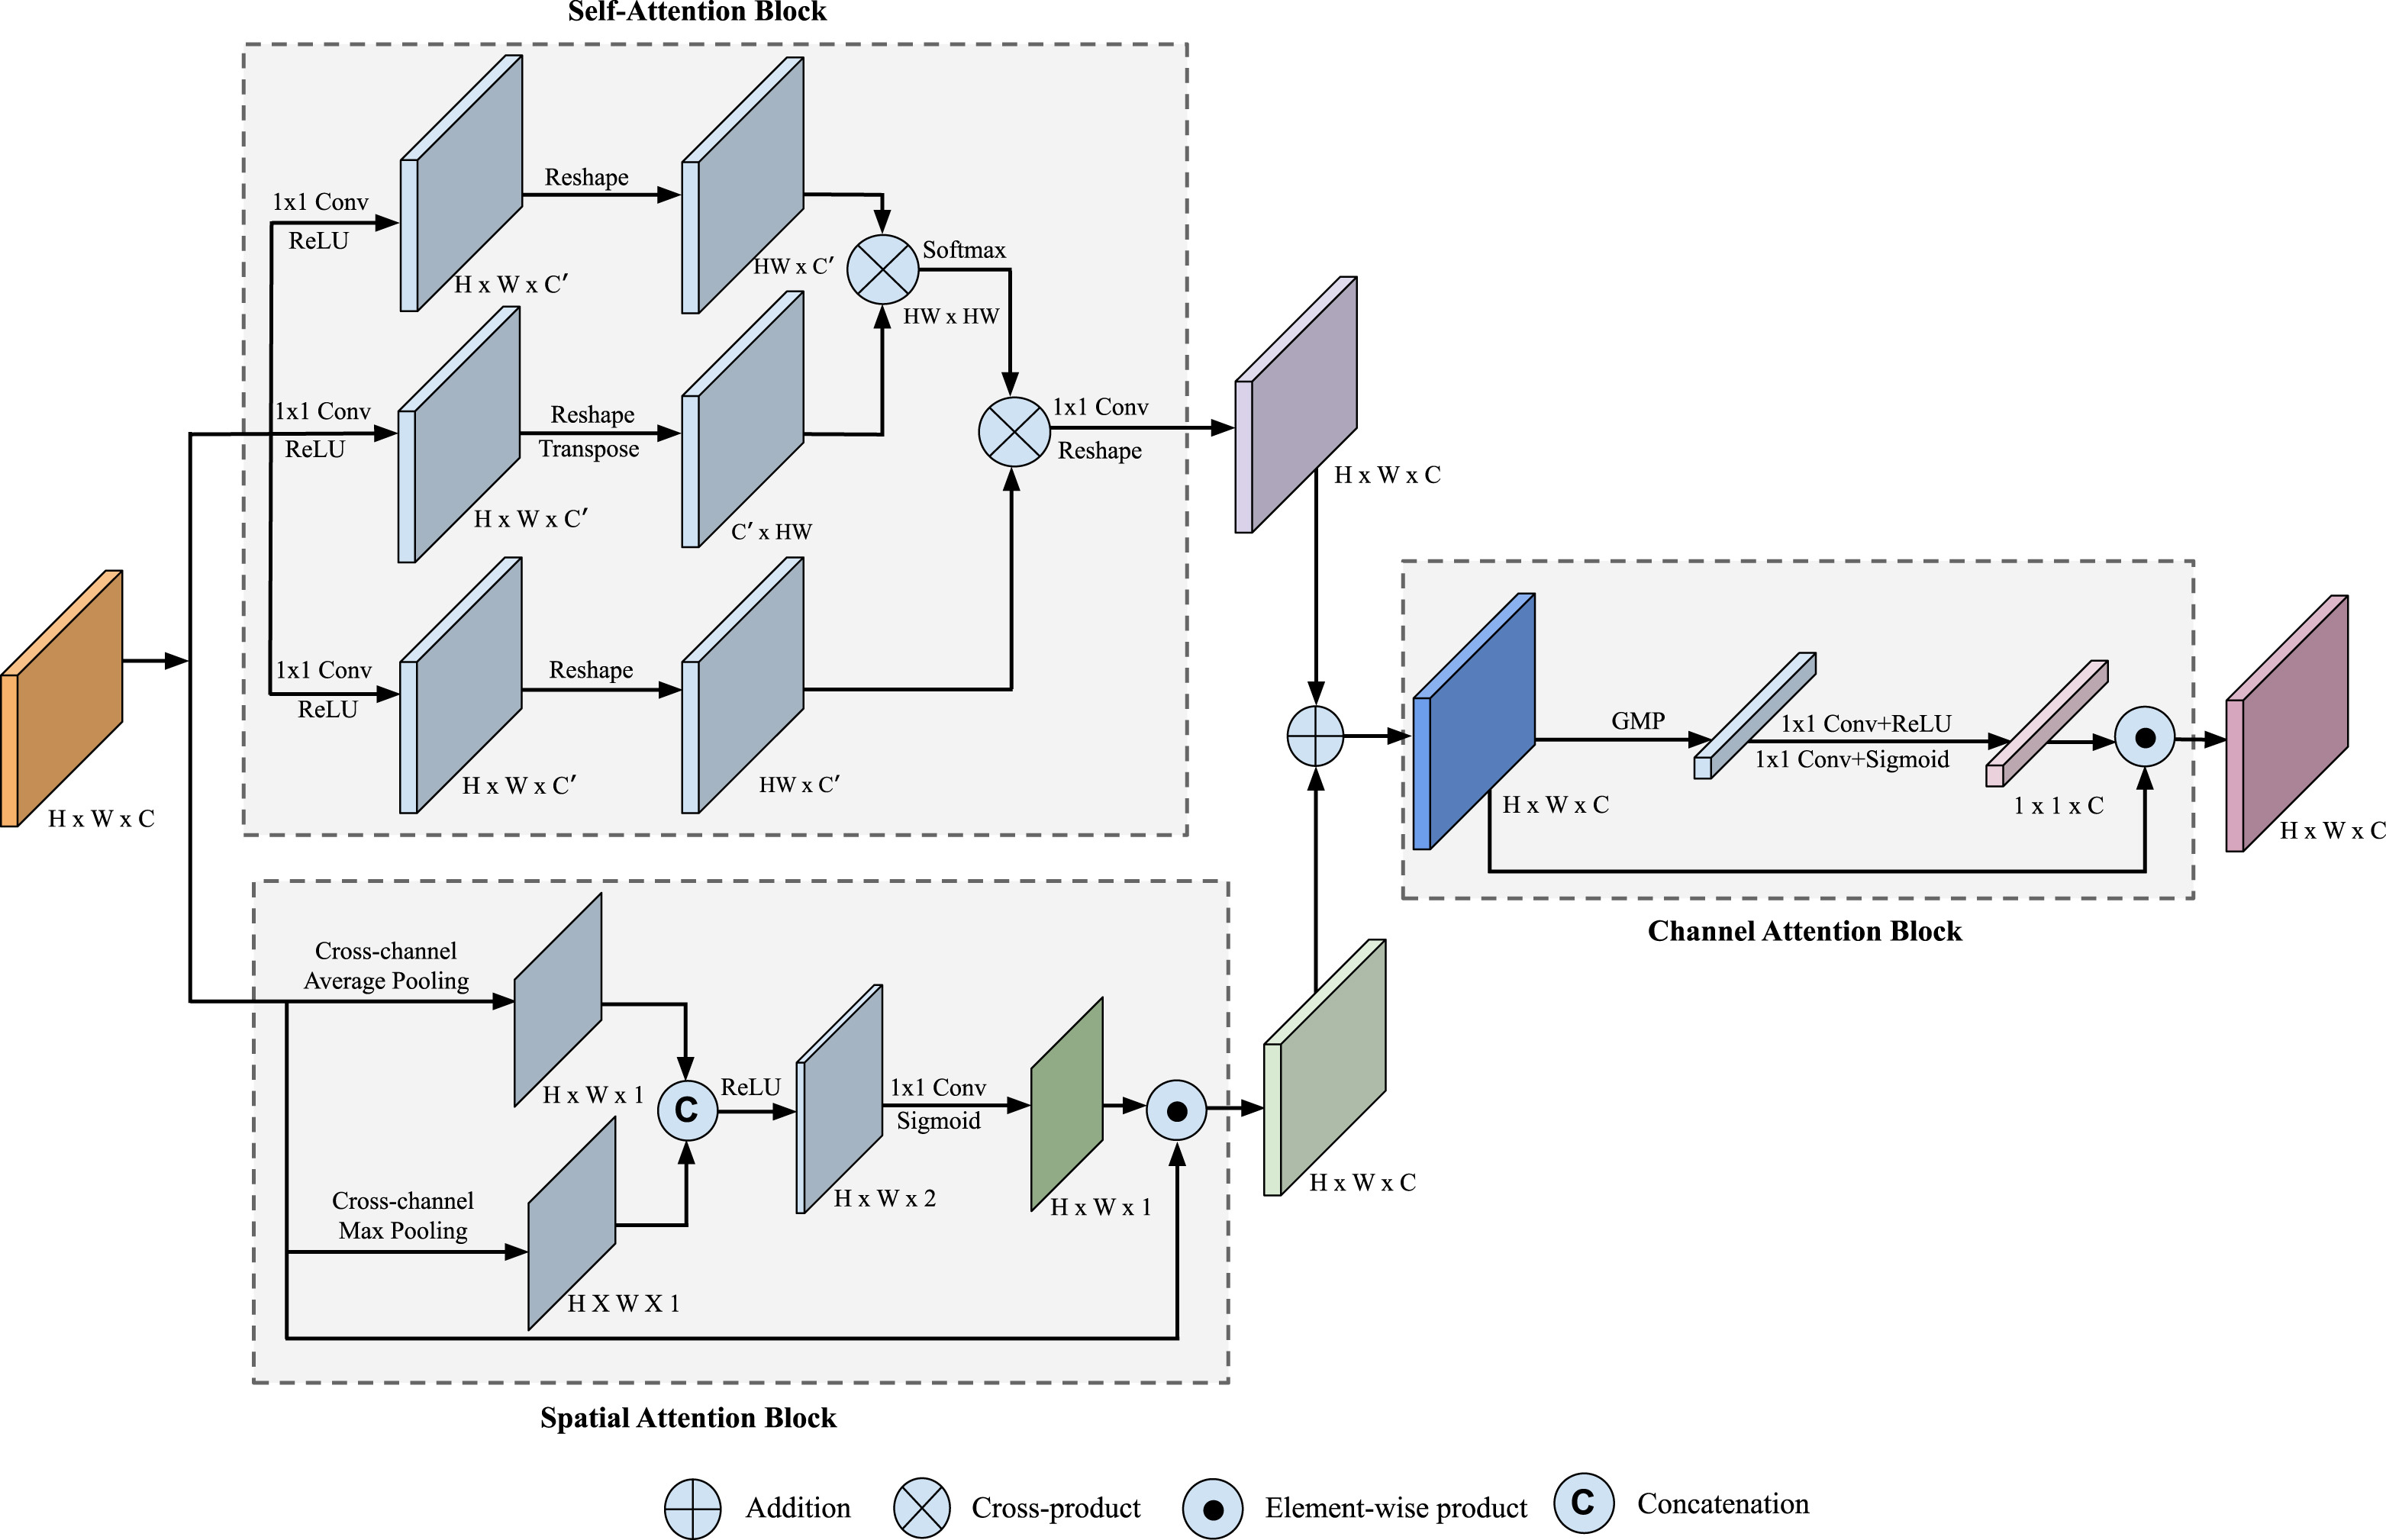 Self-Attention Block
1x1 Conv
ReLU
H x W x C′
Reshape
HW x C′
Softmax
HW x HW
1x1 Conv
ReLU
H x W x C′
Reshape
Transpose
C′ x HW
1x1 Conv
Reshape
H x W x C
1x1 Conv
ReLU
H x W x C′
Reshape
HW x C′
H x W x C
H x W x C
GMP
1x1 Conv+ReLU
1x1 Conv+Sigmoid
1 x 1 x C
H x W x C
Channel Attention Block
Cross-channel
Average Pooling
H x W x 1
C
ReLU
H x W x 2
1x1 Conv
Sigmoid
H x W x 1
H x W x C
Cross-channel
Max Pooling
H X W X 1
Spatial Attention Block
Addition
Cross-product
Element-wise product
C Concatenation